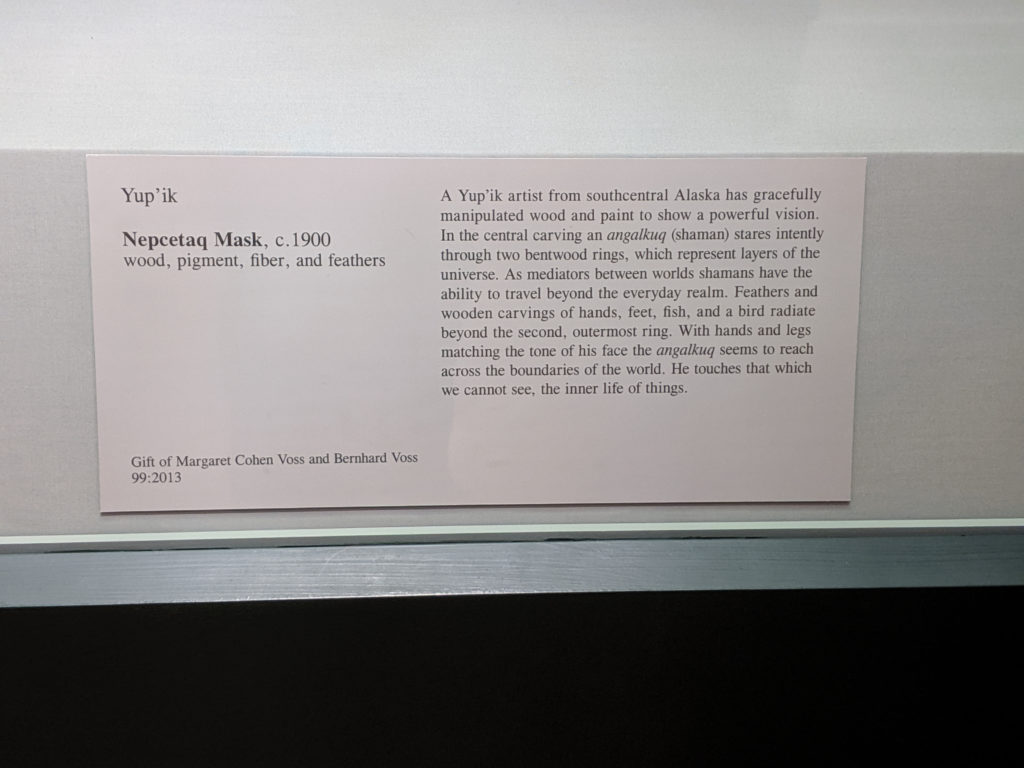 Yup'ik
Nepcetaq Mask, c.1900
wood, pigment, fiber, and feathers
A Yup'ik artist from southcentral Alaska has gracefully
manipulated wood and paint to show a powerful vision.
In the central carving an angalkuq (shaman) stares intently
through two bentwood rings, which represent layers of the
universe. As mediators between worlds shamans have the
ability to travel beyond the everyday realm. Feathers and
wooden carvings of hands, feet, fish, and a bird radiate
beyond the second, outermost ring. With hands and legs
matching the tone of his face the angalkuq seems to reach
across the boundaries of the world. He touches that which
we cannot see, the inner life of things.
Gift of Margaret Cohen Voss and Bernhard Voss
99:2013